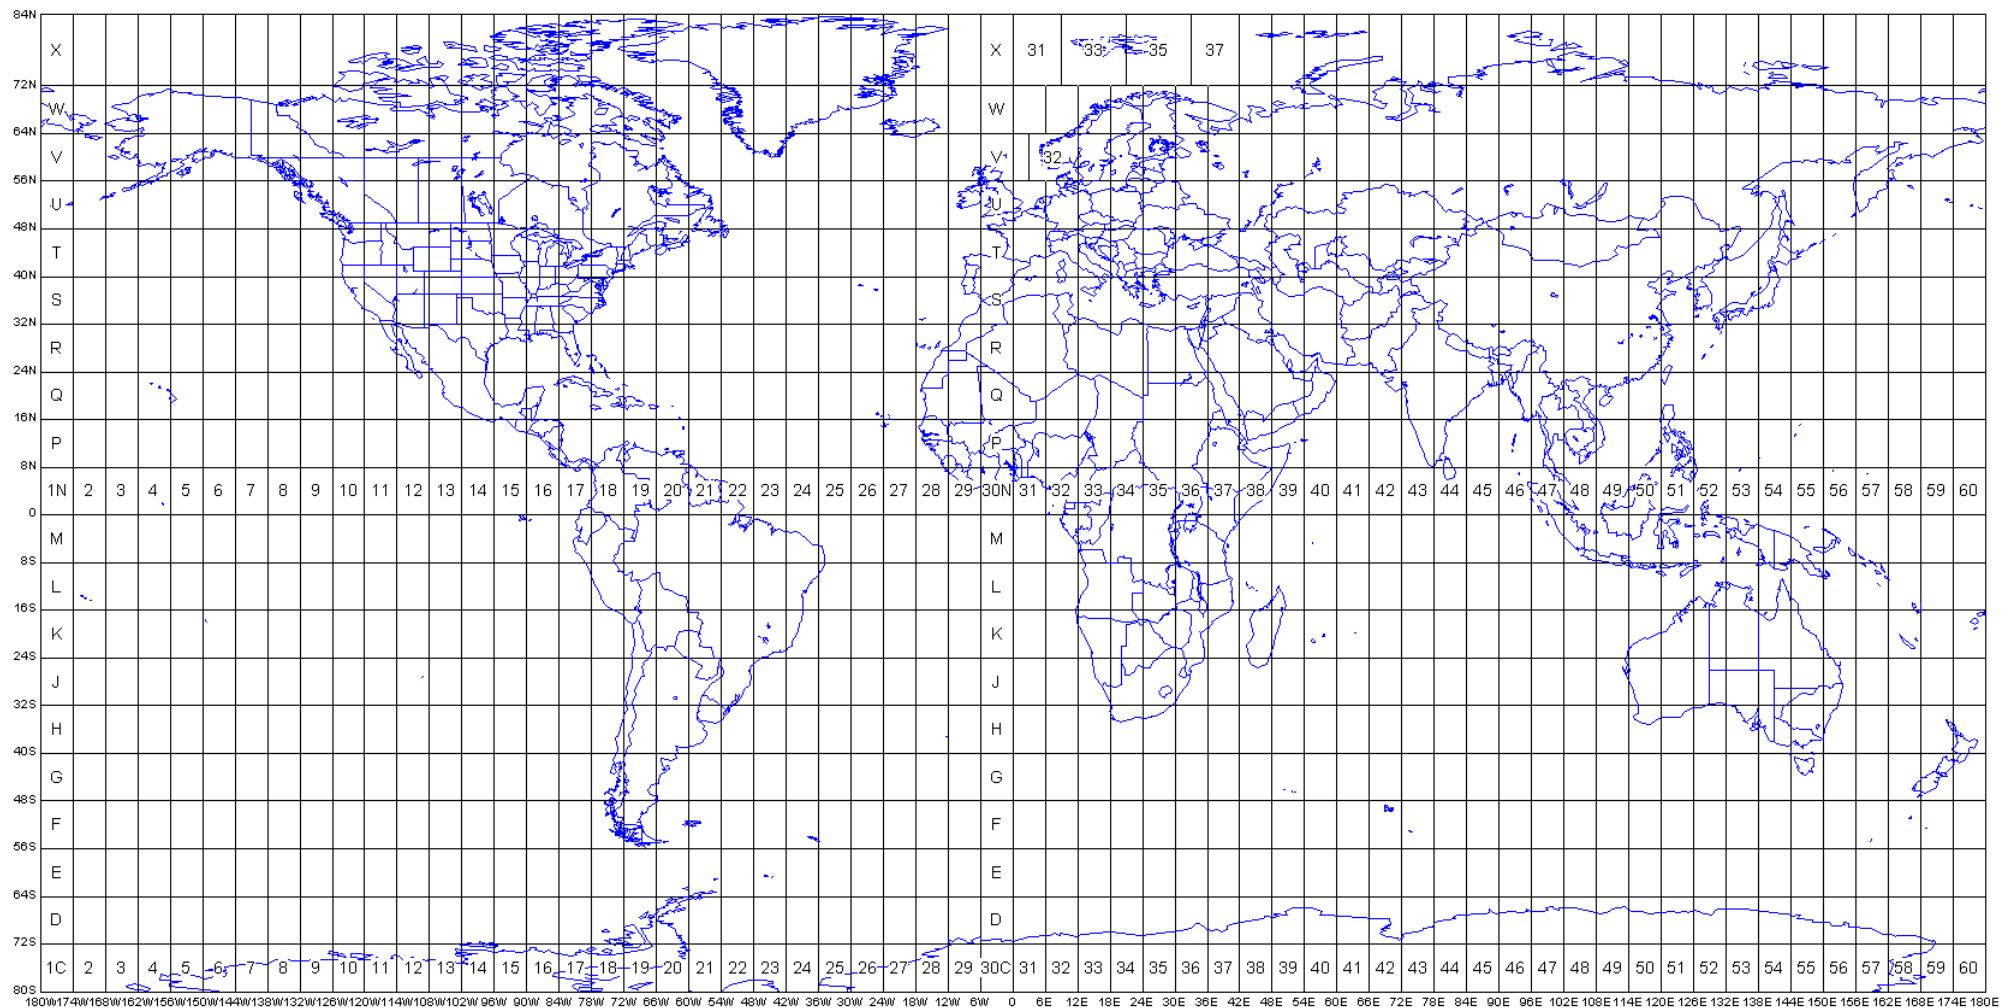 84N
X X 31 33 35 37
72N
W W
64N
V V 32
56N
U U
48N
T T
40N
S S
32N
R R
24N
Q Q
16N
P P
8N
1N 2 3 4 5 6 7 8 9 10 11 12 13 14 15 16 17 18 19 20 21 22 23 24 25 26 27 28 29 30N 31 32 33 34 35 36 37 38 39 40 41 42 43 44 45 46 47 48 49 50 51 52 53 54 55 56 57 58 59 60
0
M M
8S
L L
16S
K K
24S
J J
32S
H H
40S
G G
48S
F F
56S
E E
64S
D D
72S
1C 2 3 4 5 6 7 8 9 10 11 12 13 14 15 16 17 18 19 20 21 22 23 24 25 26 27 28 29 30C 31 32 33 34 35 36 37 38 39 40 41 42 43 44 45 46 47 48 49 50 51 52 53 54 55 56 57 58 59 60
80S
180W 174W 168W 162W 156W 150W 144W 138W 132W 126W 120W 114W 108W 102W 96W 90W 84W 78W 72W 66W 60W 54W 48W 42W 36W 30W 24W 18W 12W 6W 0 6E 12E 18E 24E 30E 36E 42E 48E 54E 60E 66E 72E 78E 84E 90E 96E 102E 108E 114E 120E 126E 132E 138E 144E 150E 156E 162E 168E 174E 180E